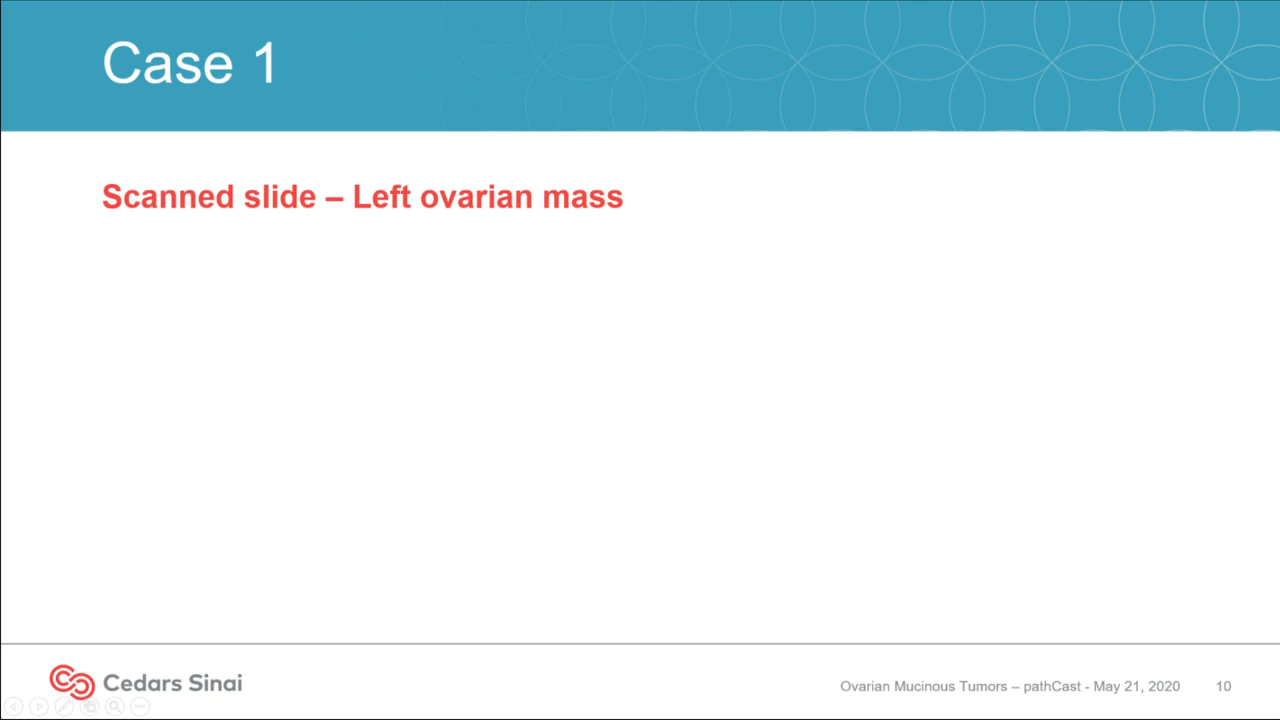 Case 1
Scanned slide – Left ovarian mass
Cedars Sinai
Ovarian Mucinous Tumors – pathCast - May 21, 2020 10